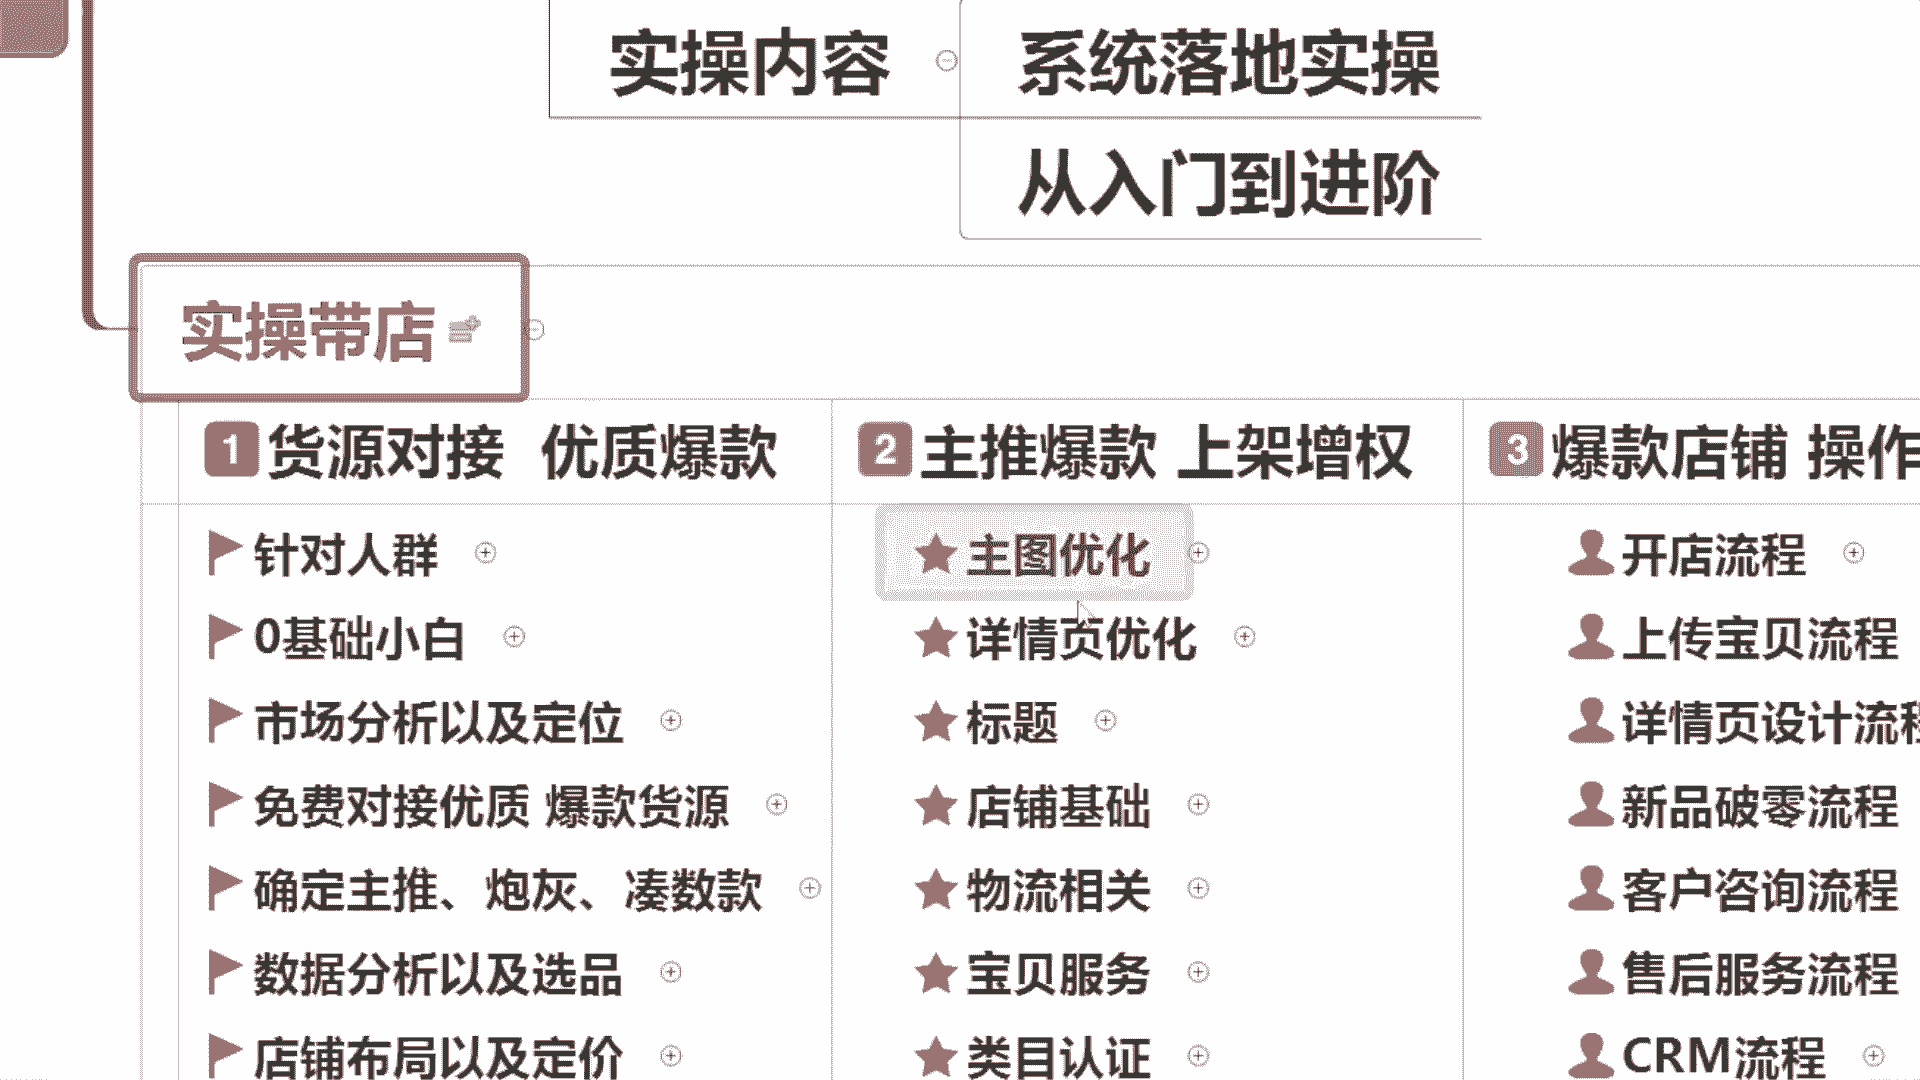 实操内容
系统落地实操
从入门到进阶
实操带店
1 货源对接 优质爆款
针对人群
0基础小白
市场分析以及定位
免费对接优质 爆款货源
确定主推、炮灰、凑数款
数据分析以及选品
店铺布局以及定价
2 主推爆款 上架增权
主图优化
详情页优化
标题
店铺基础
物流相关
宝贝服务
类目认证
3 爆款店铺 操作
开店流程
上传宝贝流程
详情页设计流程
新品破零流程
客户咨询流程
售后服务流程
CRM流程